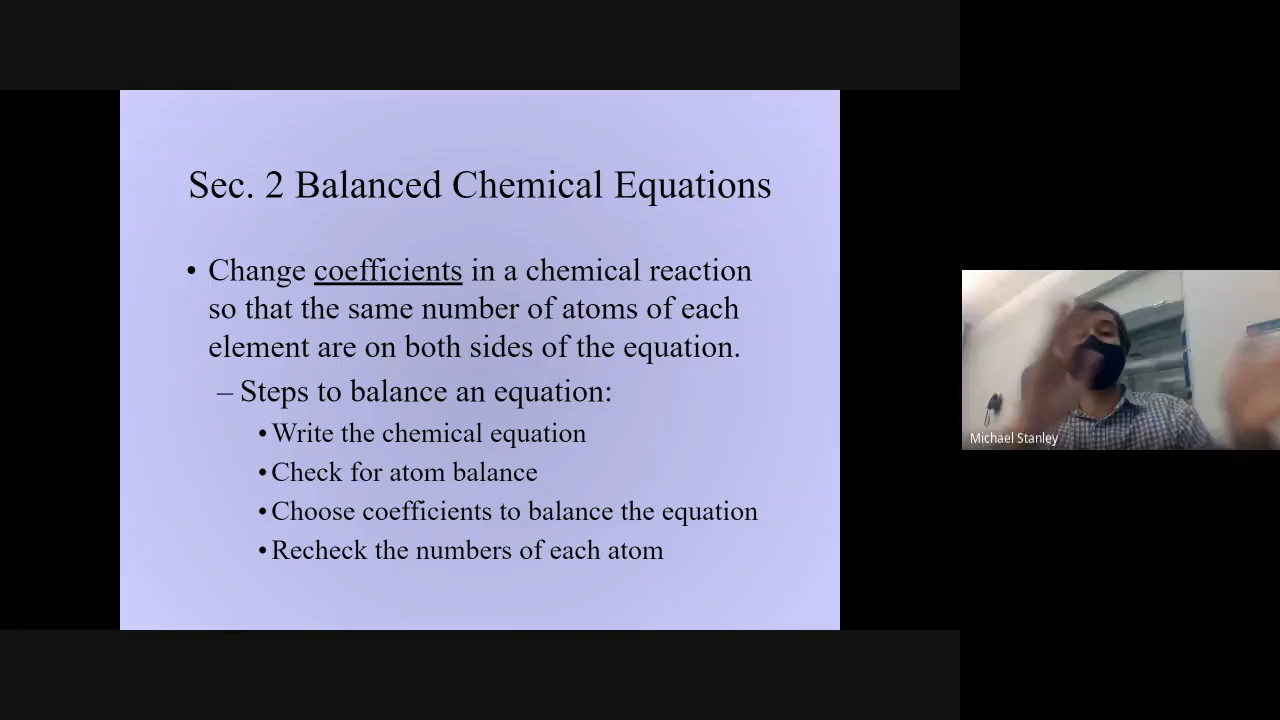 Sec. 2 Balanced Chemical Equations
• Change coefficients in a chemical reaction
so that the same number of atoms of each
element are on both sides of the equation.
– Steps to balance an equation:
• Write the chemical equation
• Check for atom balance
• Choose coefficients to balance the equation
• Recheck the numbers of each atom
Michael Stanley